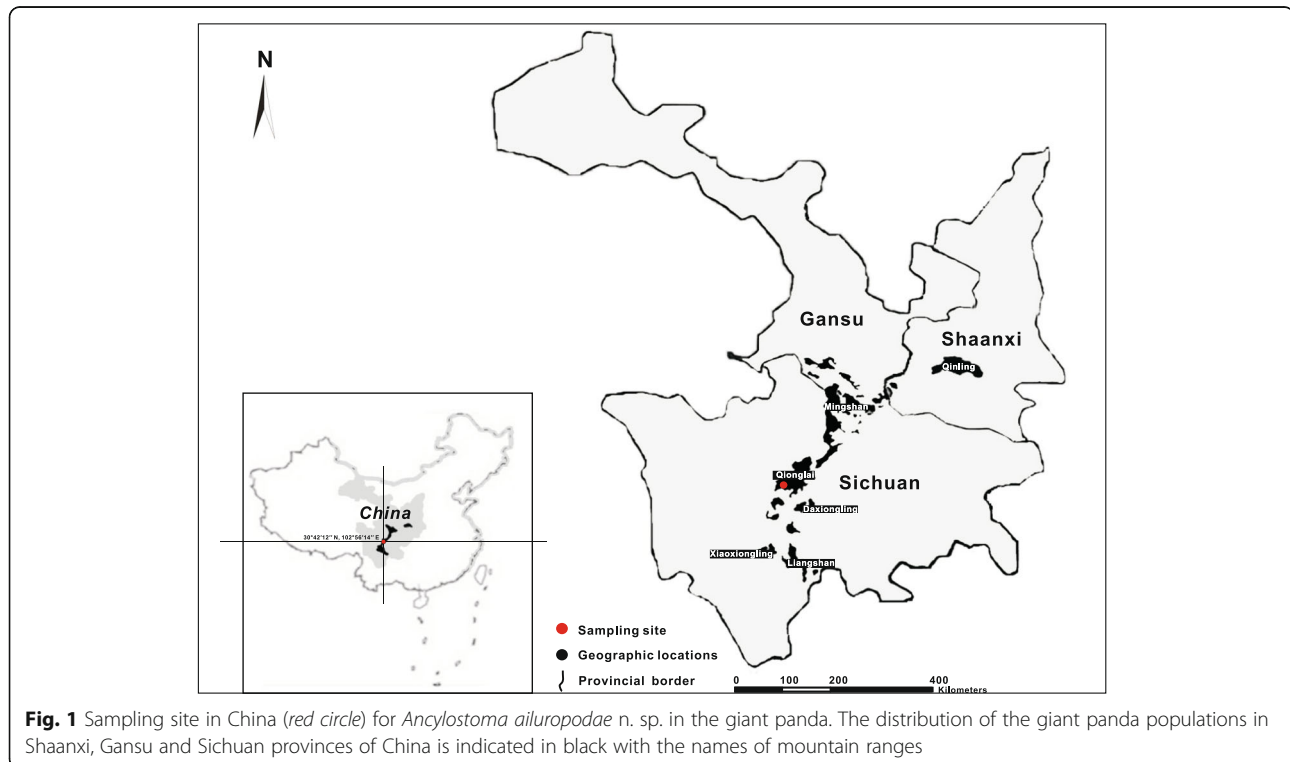 N
Gansu
Shaanxi
Qinling
Mingshan
Qionglai
Sichuan
Daxiongling
Xiaoxiongling
Liangshan
China
30°42'12" N, 102°56'14" E
Sampling site
Geographic locations
Provincial border
0 100 200 400
Kilometers
Fig. 1 Sampling site in China (red circle) for Ancylostoma ailuropodae n. sp. in the giant panda. The distribution of the giant panda populations in
Shaanxi, Gansu and Sichuan provinces of China is indicated in black with the names of mountain ranges